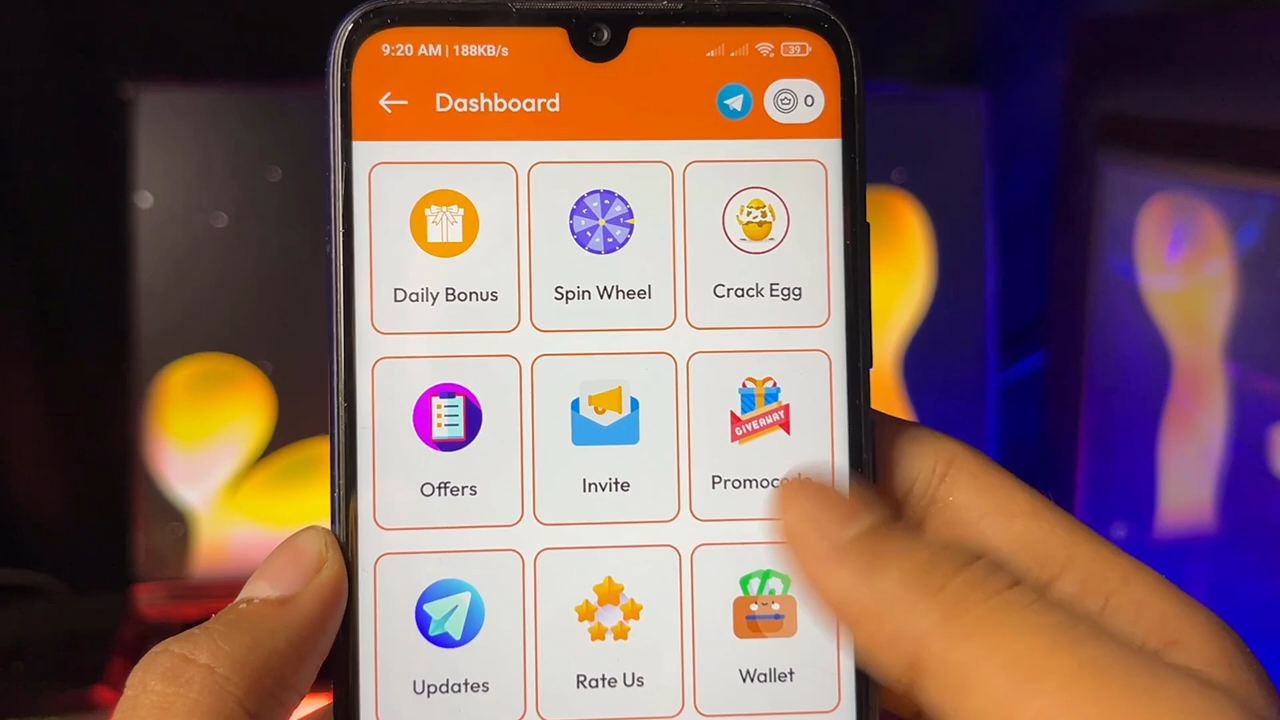 9:20 AM | 188KB/s
39
Dashboard
0
Daily Bonus
Spin Wheel
Crack Egg
GIVEAWAY
Offers
Invite
Updates
Rate Us
Wallet